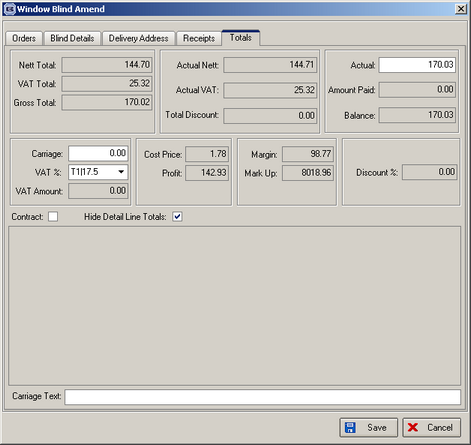 Window Blind Amend
Orders Blind Details Delivery Address Receipts Totals
Nett Total: 144.70 Actual Nett: 144.71 Actual: 170.03
VAT Total: 25.32 Actual VAT: 25.32 Amount Paid: 0.00
Gross Total: 170.02 Total Discount: 0.00 Balance: 170.03
Carriage: 0.00 Cost Price: 1.78 Margin: 98.77
VAT %: T1|17.5 Profit: 142.93 Mark Up: 8018.96 Discount %: 0.00
VAT Amount: 0.00
Contract: Hide Detail Line Totals:
Carriage Text:
Save Cancel